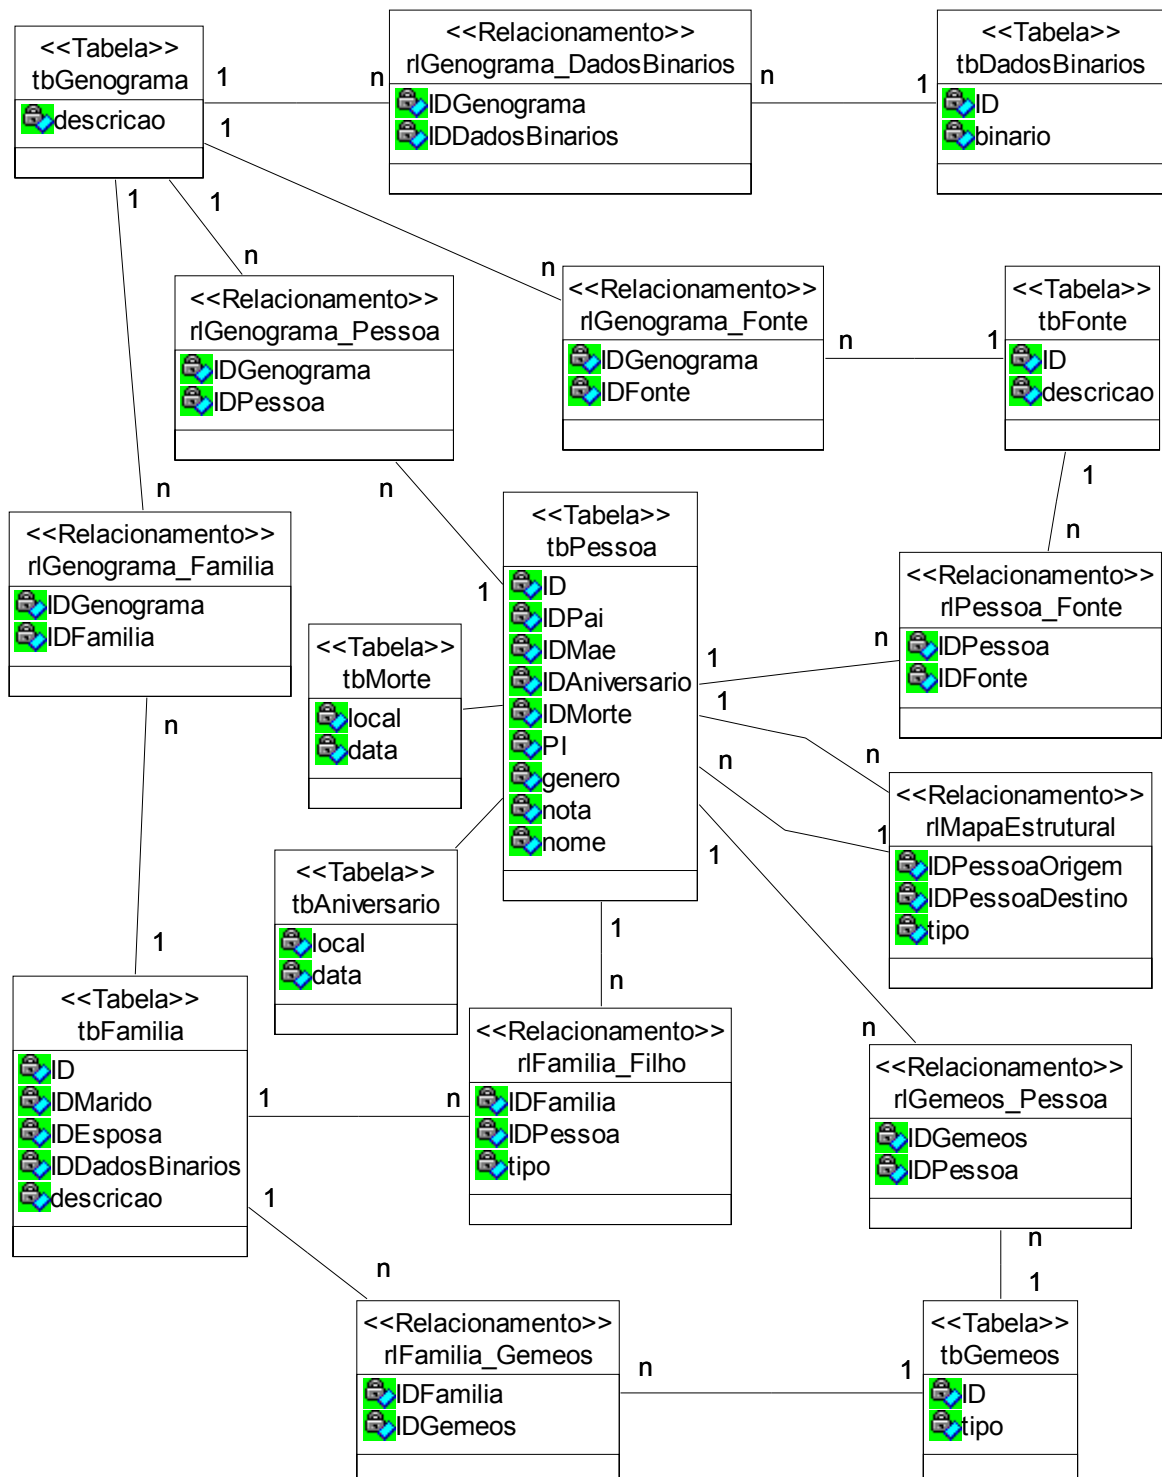 <<Tabela>>
tbGenograma
descricao
<<Relacionamento>>
rlGenograma_DadosBinarios
IDGenograma
IDDadosBinarios
<<Tabela>>
tbDadosBinarios
ID
binario
1
n
n
1
1
1
1
n
n
<<Relacionamento>>
rlGenograma_Pessoa
IDGenograma
IDPessoa
<<Relacionamento>>
rlGenograma_Fonte
IDGenograma
IDFonte
n
1
<<Tabela>>
tbFonte
ID
descricao
n
n
1
n
<<Relacionamento>>
rlGenograma_Familia
IDGenograma
IDFamilia
1
<<Tabela>>
tbPessoa
ID
IDPai
IDMae
IDAniversario
IDMorte
PI
genero
nota
nome
<<Relacionamento>>
rlPessoa_Fonte
IDPessoa
IDFonte
1
n
<<Tabela>>
tbMorte
local
data
n
1
n
n
1
1
<<Relacionamento>>
rlMapaEstrutural
IDPessoaOrigem
IDPessoaDestino
tipo
<<Tabela>>
tbAniversario
local
data
1
1
n
n
<<Tabela>>
tbFamilia
ID
IDMarido
IDEsposa
IDDadosBinarios
descricao
1
n
<<Relacionamento>>
rlFamilia_Filho
IDFamilia
IDPessoa
tipo
<<Relacionamento>>
rlGemeos_Pessoa
IDGemeos
IDPessoa
1
n
n
1
<<Relacionamento>>
rlFamilia_Gemeos
IDFamilia
IDGemeos
n
1
<<Tabela>>
tbGemeos
ID
tipo